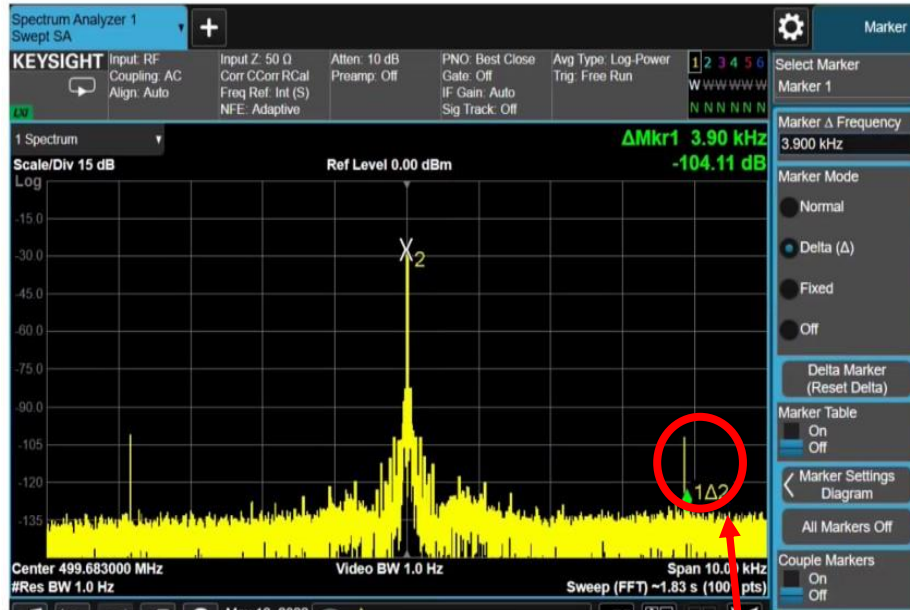 Spectrum Analyzer 1
Swept SA
+
Marker
KEYSIGHT
Input: RF
Coupling: AC
Align: Auto
Input Z: 50 Ω
Corr CCorr RCal
Freq Ref: Int (S)
NFE: Adaptive
Atten: 10 dB
Preamp: Off
PNO: Best Close
Gate: Off
IF Gain: Auto
Sig Track: Off
Avg Type: Log-Power
Trig: Free Run
1 2 3 4 5 6
W W W W W W
N N N N N N
LXI
Select Marker
Marker 1
1 Spectrum
ΔMkr1 3.90 kHz
-104.11 dB
Scale/Div 15 dB
Ref Level 0.00 dBm
Log
-15.0
-30.0
-45.0
-60.0
-75.0
-90.0
-105
-120
-135
2
1Δ2
Center 499.683000 MHz
#Res BW 1.0 Hz
Video BW 1.0 Hz
Span 10.00 kHz
Sweep (FFT) ~1.83 s
pts)
Marker Δ Frequency
3.900 kHz
Marker Mode
Normal
Delta (Δ)
Fixed
Off
Delta Marker
(Reset Delta)
Marker Table
On
Off
Marker Settings
Diagram
All Markers Off
Couple Markers
On
Off